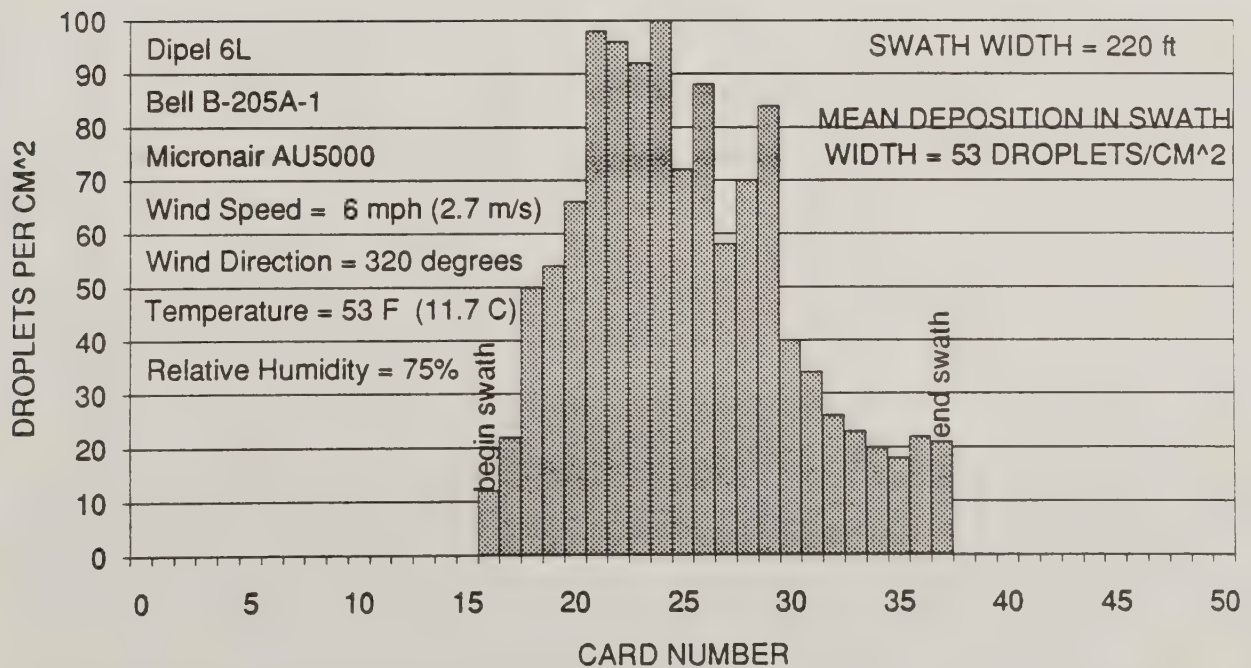 DROPLETS PER CM^2
100
90
80
70
60
50
40
30
20
10
0
Dipel 6L
Bell B-205A-1
Micronair AU5000
Wind Speed = 6 mph (2.7 m/s)
Wind Direction = 320 degrees
Temperature = 53 F (11.7 C)
Relative Humidity = 75%
SWATH WIDTH = 220 ft
MEAN DEPOSITION IN SWATH
WIDTH = 53 DROPLETS/CM^2
begin swath
end swath
0 5 10 15 20 25 30 35 40 45 50
CARD NUMBER